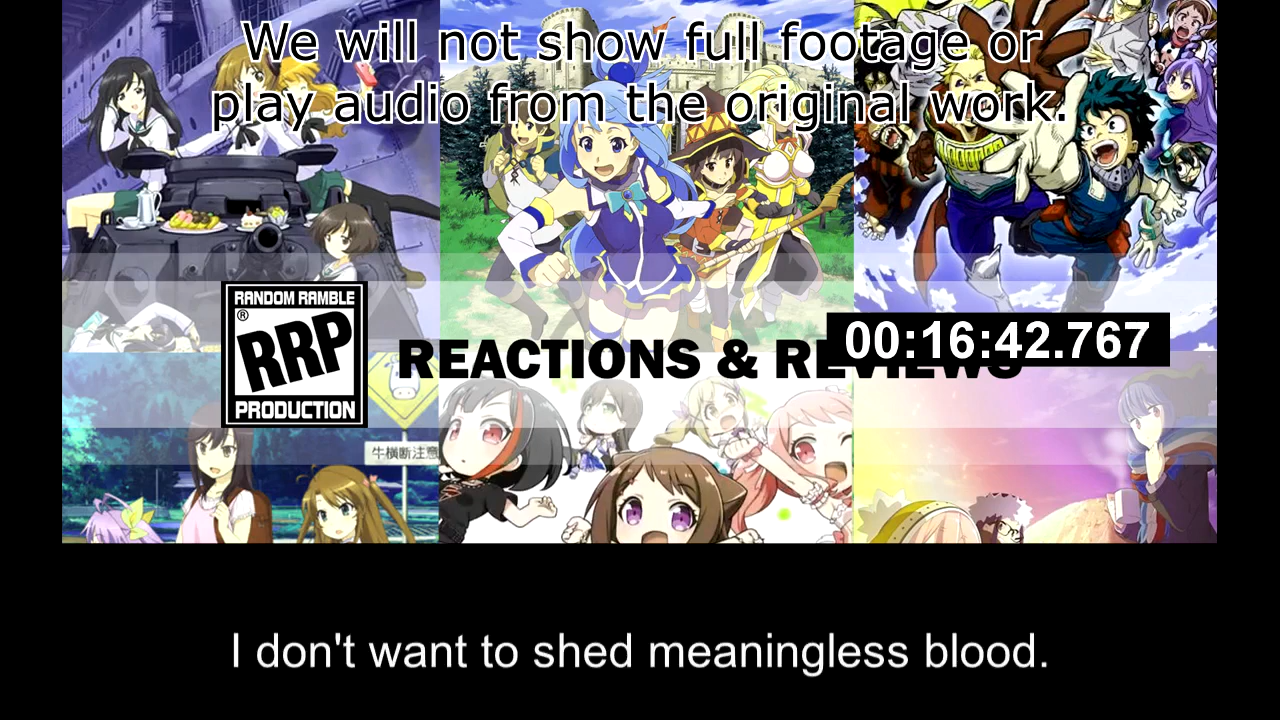 We will not show full footage or
play audio from the original work.
RANDOM RAMBLE
®
RRP
PRODUCTION
REACTIONS & REVIEWS
00:16:42.767
牛横断注意
I don't want to shed meaningless blood.